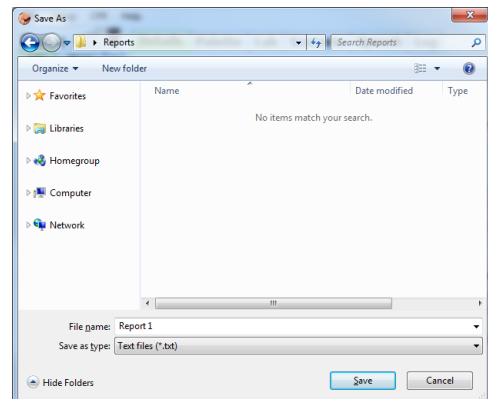 Save As
Reports
Search Reports
Organize
New folder
Name
Date modified
Type
Favorites
No items match your search.
Libraries
Homegroup
Computer
Network
File name: Report 1
Save as type: Text files (*.txt)
Hide Folders
Save
Cancel